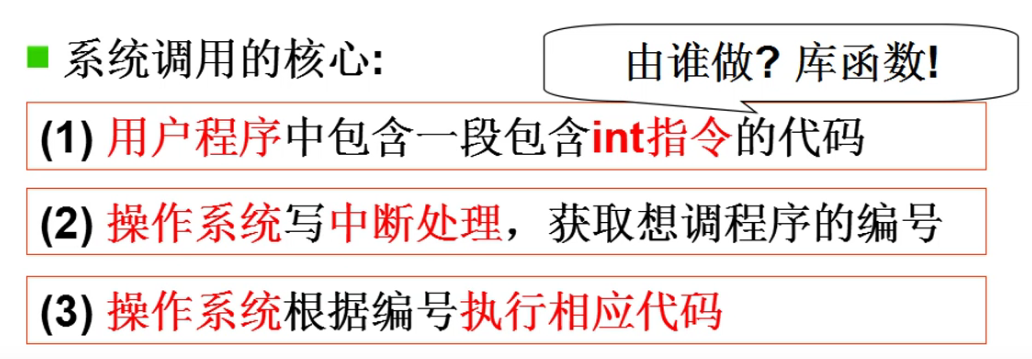 系统调用的核心:
由谁做? 库函数!
(1) 用户程序中包含一段包含int指令的代码
(2) 操作系统写中断处理，获取想调程序的编号
(3) 操作系统根据编号执行相应代码